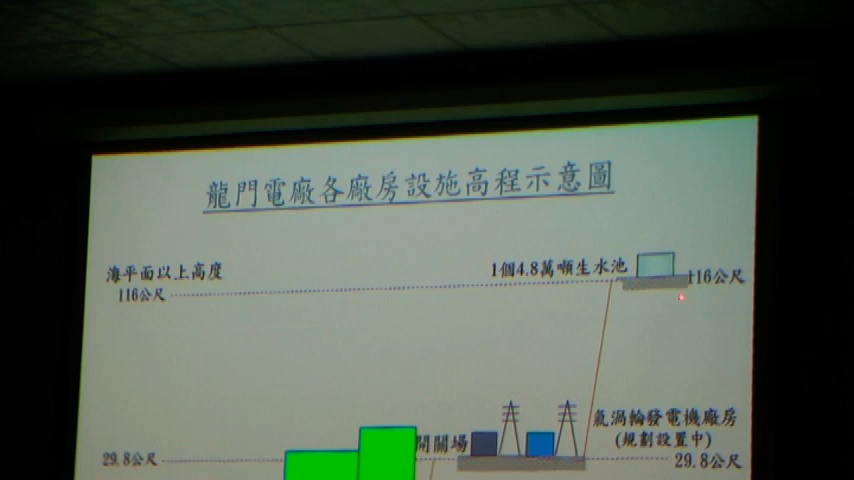 龍門電廠各廠房設施高程示意圖
海平面以上高度
116公尺
1個4.8萬噸生水池
116公尺
開關場
氣渦輪發電機廠房
(規劃設置中)
29.8公尺
29.8公尺